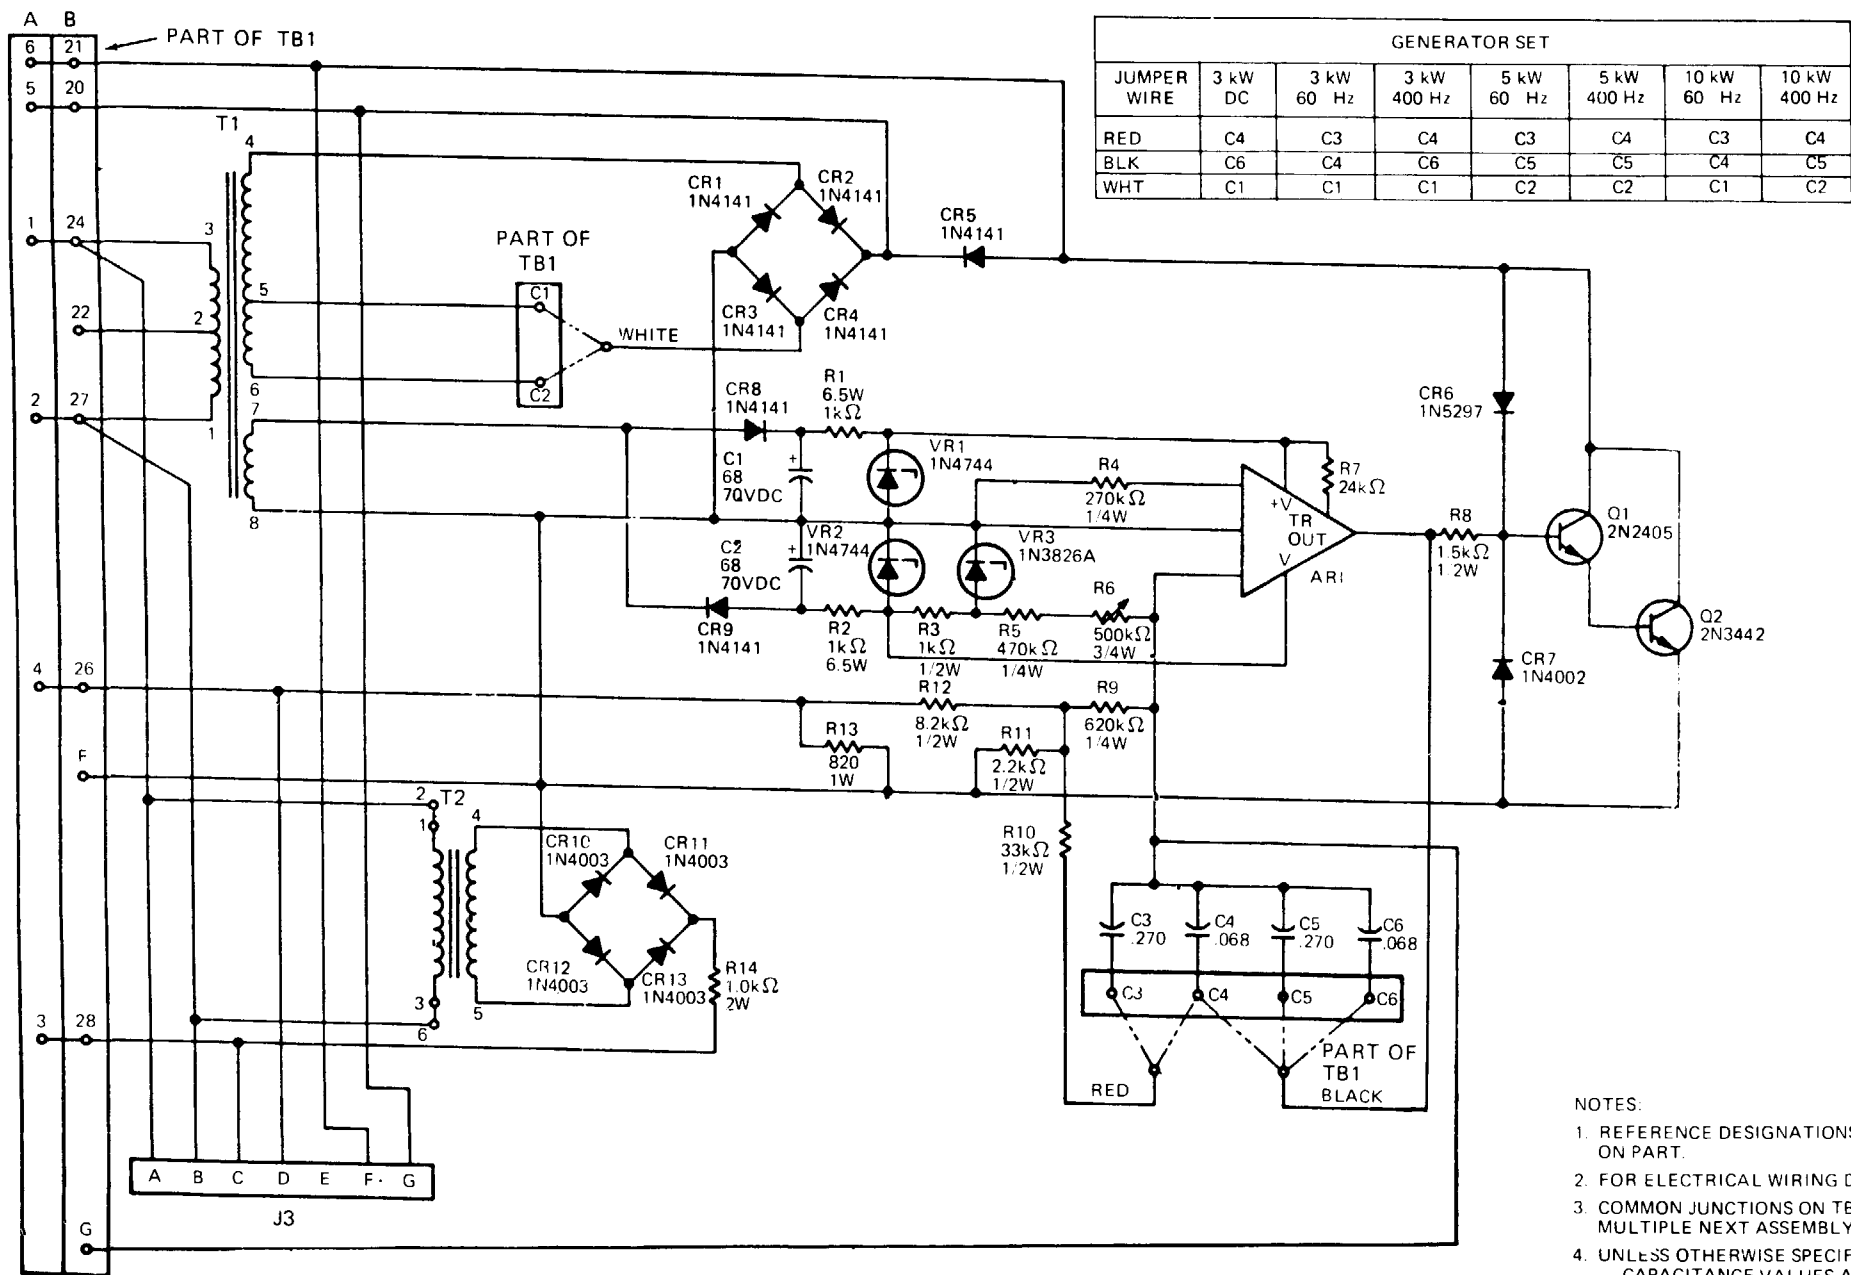 A B
PART OF TB1
6 21
5 20
1 24
22
2 27
4 26
F
3 28
G
T1
4
3
5
2
6
7
1
8
GENERATOR SET
JUMPER WIRE 3 kW DC 3 kW 60 Hz 3 kW 400 Hz 5 kW 60 Hz 5 kW 400 Hz 10 kW 60 Hz 10 kW 400 Hz
RED C4 C3 C4 C3 C4 C3 C4
BLK C6 C4 C6 C5 C5 C4 C5
WHT C1 C1 C1 C2 C2 C1 C2
CR1
1N4141
CR2
1N4141
CR3
1N4141
CR4
1N4141
CR5
1N4141
PART OF
TB1
C1
C2
WHITE
CR8
1N4141
R1
6.5W
1kΩ
C1
68
70VDC
+
VR1
1N4744
R4
270kΩ
1/4W
R7
24kΩ
+V
TR
OUT
V
AR1
C2
68
70VDC
+
VR2
1N4744
VR3
1N3826A
CR9
1N4141
R2
1kΩ
6.5W
R3
1kΩ
1/2W
R5
470kΩ
1/4W
R6
500kΩ
3/4W
R8
1.5kΩ
1.2W
CR6
1N5297
Q1
2N2405
Q2
2N3442
CR7
1N4002
R12
8.2kΩ
1/2W
R9
620kΩ
1/4W
R13
820
1W
R11
2.2kΩ
1/2W
R10
33kΩ
1/2W
2 T2
1
4
3
6
5
CR10
1N4003
CR11
1N4003
CR12
1N4003
CR13
1N4003
R14
1.0kΩ
2W
C3
.270
C4
.068
C5
.270
C6
.068
C3 C4 C5 C6
RED
PART OF
TB1
BLACK
A B C D E F G
J3
NOTES:
1. REFERENCE DESIGNATIONS
ON PART.
2. FOR ELECTRICAL WIRING D
3. COMMON JUNCTIONS ON TB
MULTIPLE NEXT ASSEMBLY
4. UNLESS OTHERWISE SPECIF
CAPACITANCE VALUES A